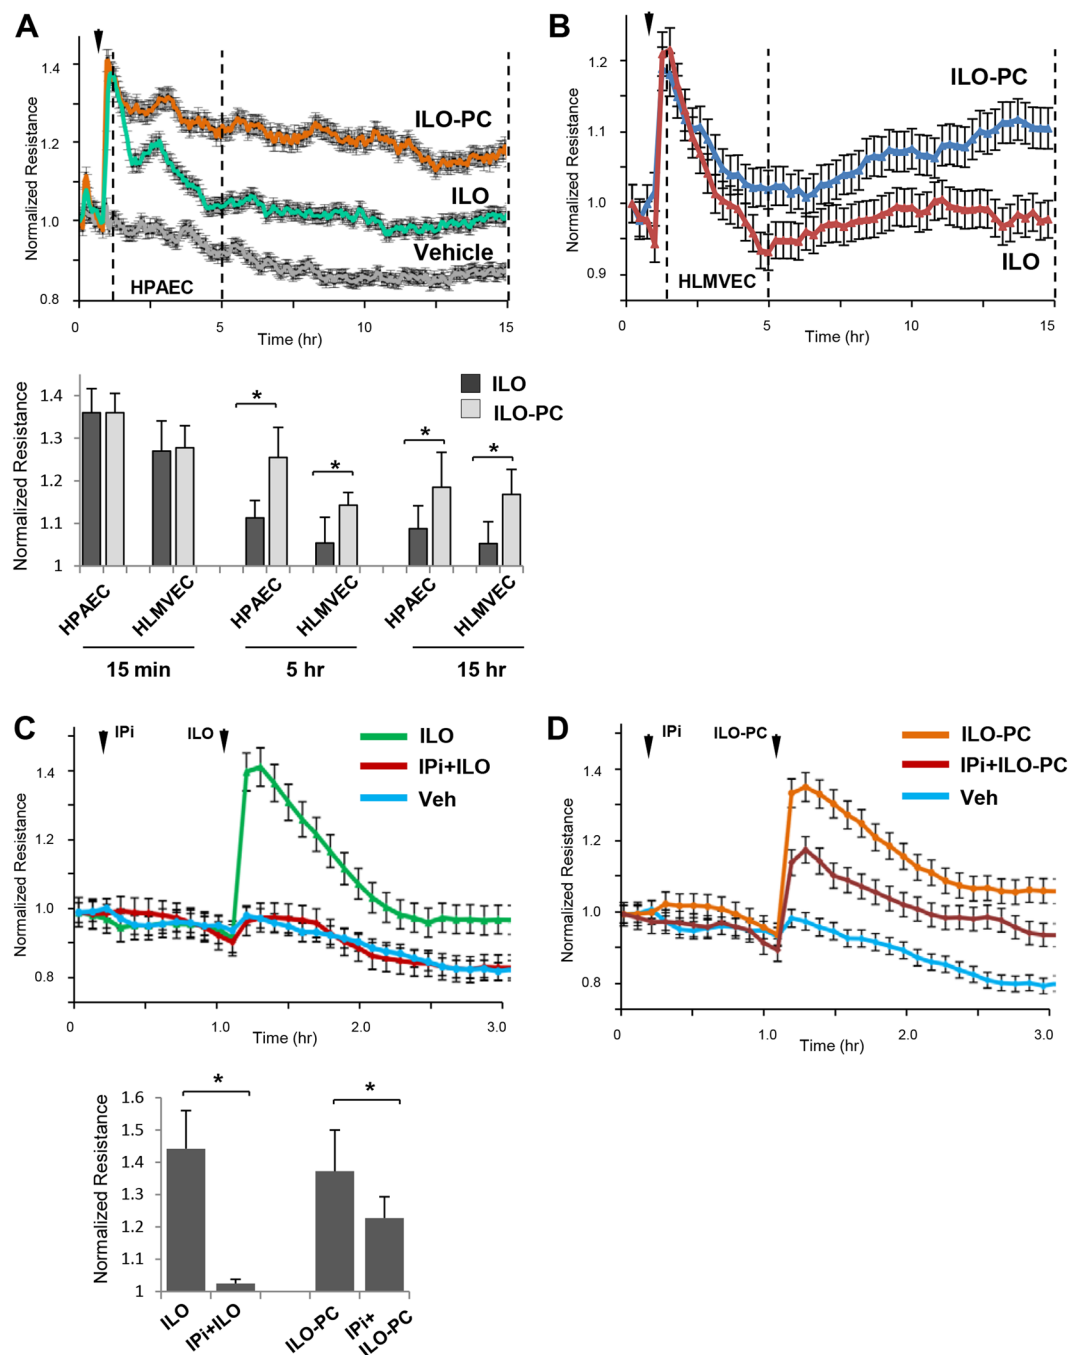 A
Normalized Resistance
1.4
1.2
1.0
0.8
ILO-PC
ILO
Vehicle
HPAEC
0
5
10
15
Time (hr)
B
Normalized Resistance
1.2
1.1
1.0
0.9
ILO-PC
ILO
HLMVEC
0
5
10
15
Time (hr)
Normalized Resistance
1.4
1.3
1.2
1.1
1
ILO
ILO-PC
*
*
*
*
HPAEC
HLMVEC
HPAEC
HLMVEC
HPAEC
HLMVEC
15 min
5 hr
15 hr
C
Normalized Resistance
1.4
1.2
1.0
0.8
IPi
ILO
ILO
IPi+ILO
Veh
0
1.0
2.0
3.0
Time (hr)
D
Normalized Resistance
1.4
1.2
1.0
0.8
IPi
ILO-PC
ILO-PC
IPi+ILO-PC
Veh
0
1.0
2.0
3.0
Time (hr)
Normalized Resistance
1.6
1.5
1.4
1.3
1.2
1.1
1
*
*
ILO
IPi+ILO
ILO-PC
IPi+
ILO-PC